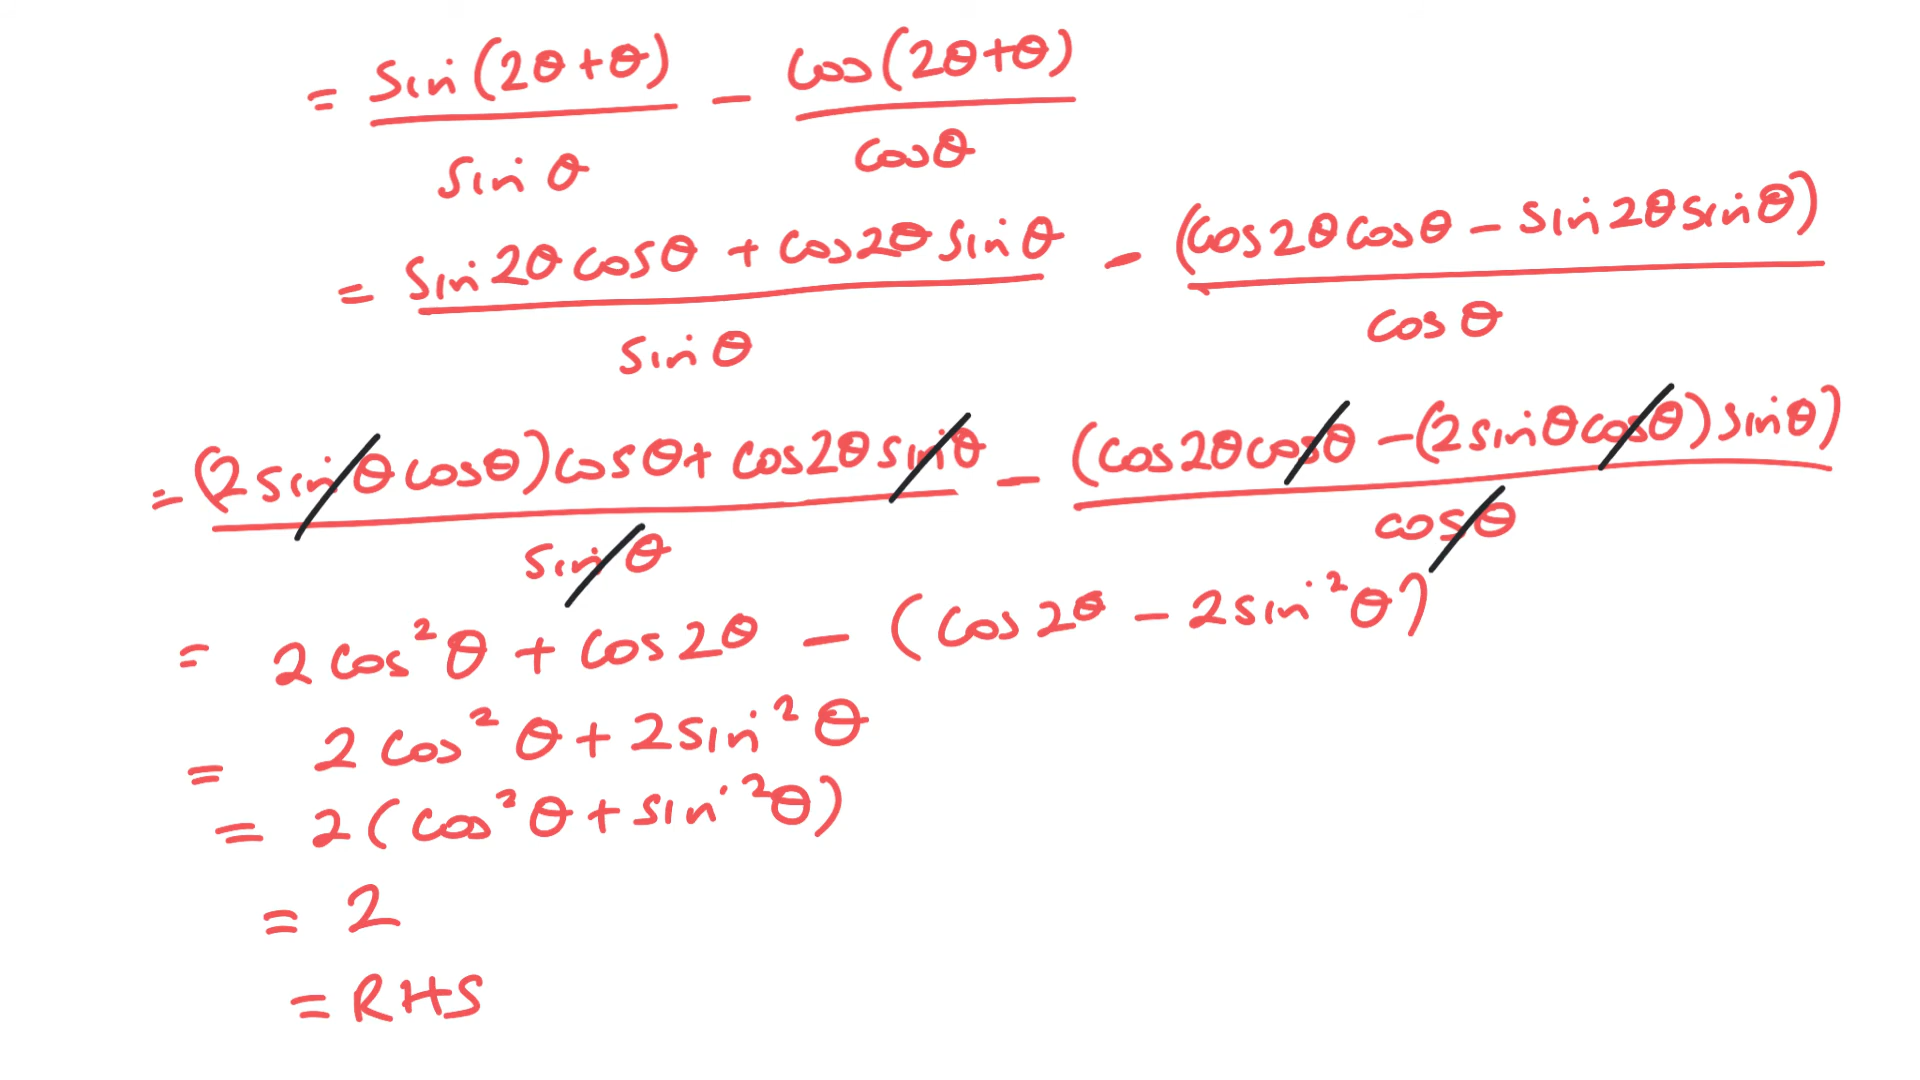 = sin(2θ+θ)/sinθ − cos(2θ+θ)/cosθ
= (sin2θcosθ + cos2θsinθ)/sinθ − (cos2θcosθ − sin2θsinθ)/cosθ
= ((2sinθcosθ)cosθ + cos2θsinθ)/sinθ − (cos2θcosθ − (2sinθcosθ)sinθ)/cosθ
= 2cos²θ + cos2θ − (cos2θ − 2sin²θ)
= 2cos²θ + 2sin²θ
= 2(cos²θ + sin²θ)
= 2
= RHS